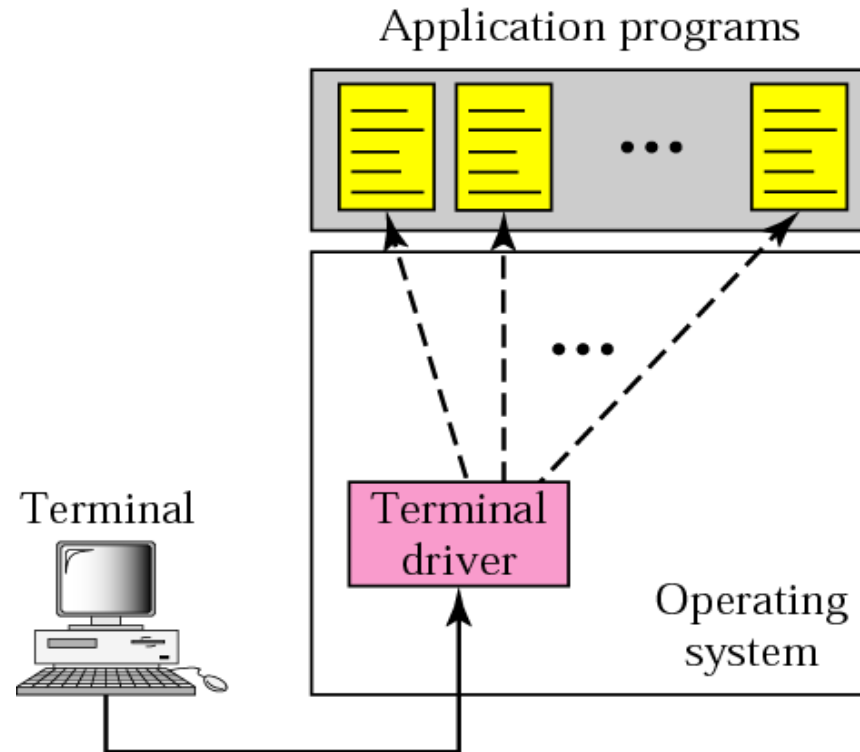 Application programs
Terminal
Terminal
driver
Operating
system